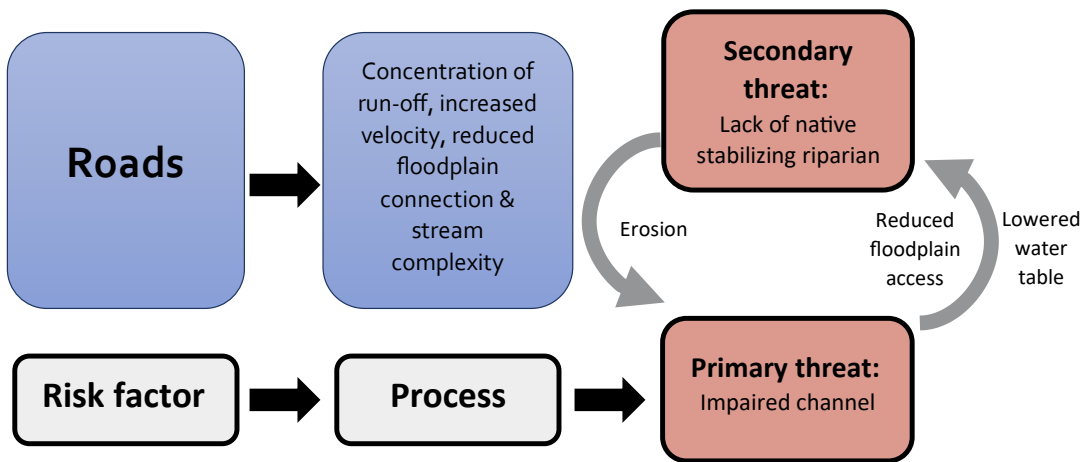 Roads
Concentration of
run-off, increased
velocity, reduced
floodplain
connection &
stream
complexity
Secondary
threat:
Lack of native
stabilizing riparian
Erosion
Reduced
floodplain
access
Lowered
water
table
Risk factor
Process
Primary threat:
Impaired channel